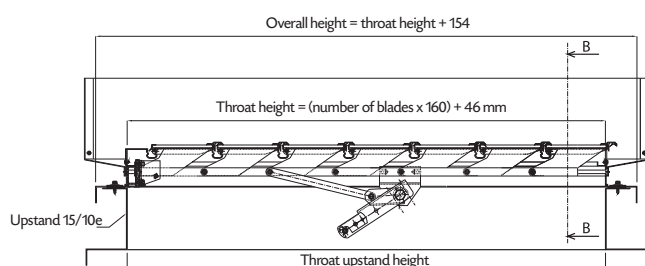 Overall height = throat height + 154
B
Throat height = (number of blades x 160) + 46 mm
Upstand 15/10e
B
Throat upstand height